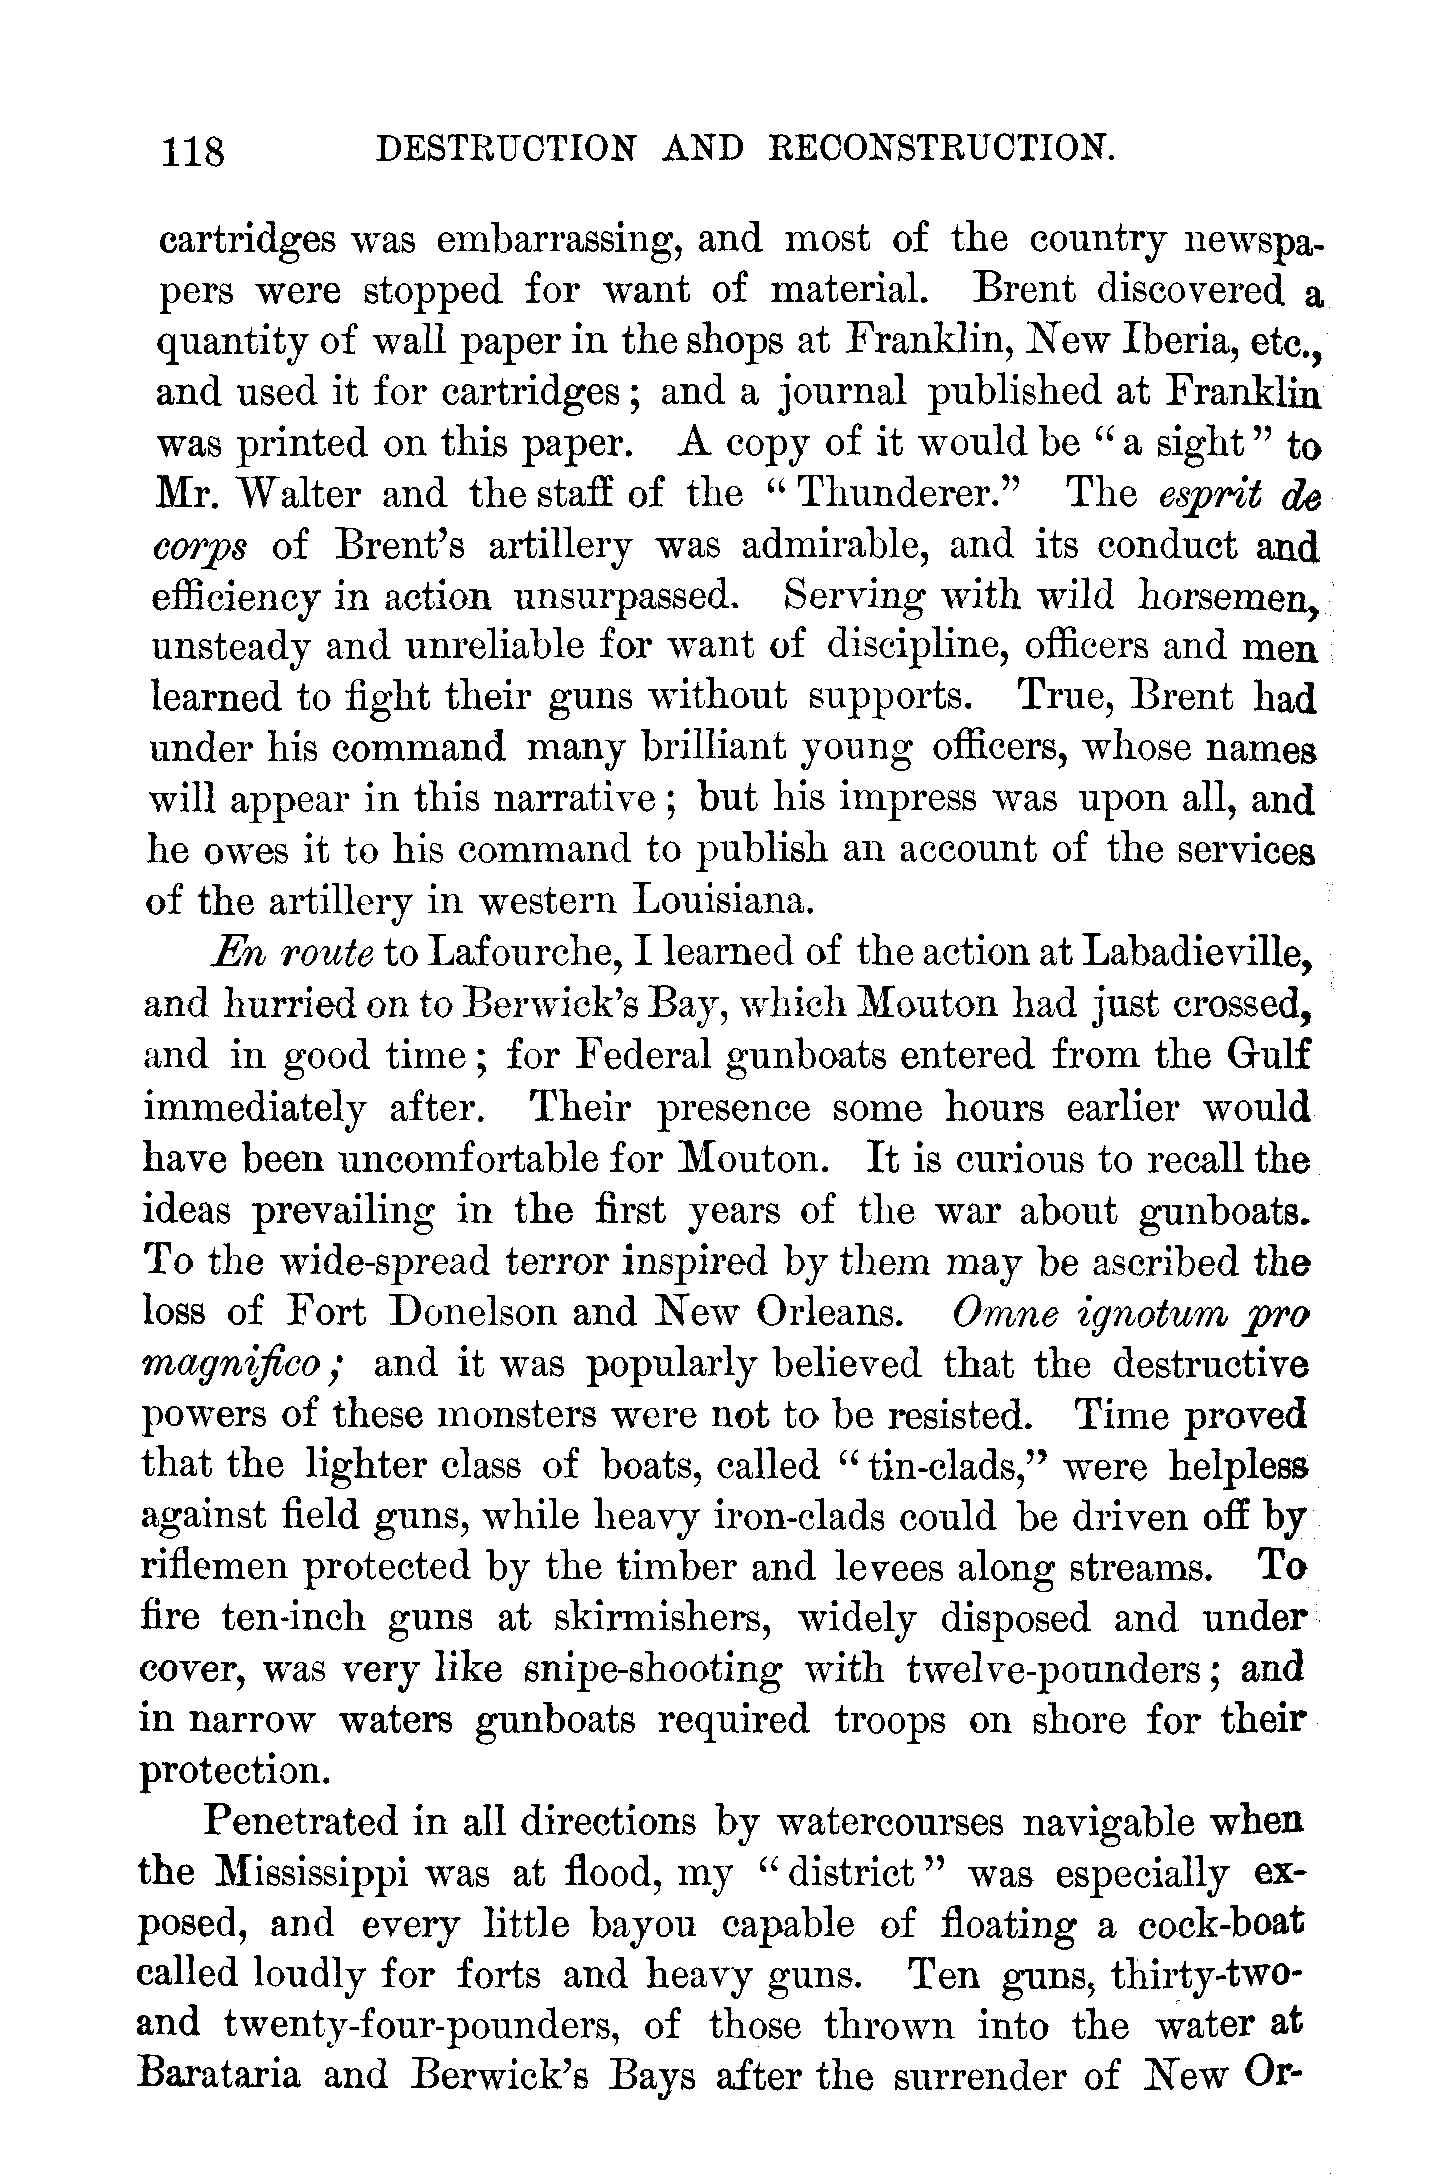 118 DESTRUCTION AND RECONSTRUCTION.
cartridges was embarrassing, and most of the country newspa-
pers were stopped for want of material. Brent discovered a
quantity of wall paper in the shops at Franklin, New Iberia, etc.,
and used it for cartridges; and a journal published at Franklin
was printed on this paper. A copy of it would be "a sight" to
Mr. Walter and the staff of the "Thunderer." The esprit de
corps of Brent's artillery was admirable, and its conduct and
efficiency in action unsurpassed. Serving with wild horsemen,
unsteady and unreliable for want of discipline, officers and men
learned to fight their guns without supports. True, Brent had
under his command many brilliant young officers, whose names
will appear in this narrative; but his impress was upon all, and
he owes it to his command to publish an account of the services
of the artillery in western Louisiana.
En route to Lafourche, I learned of the action at Labadieville,
and hurried on to Berwick's Bay, which Mouton had just crossed,
and in good time; for Federal gunboats entered from the Gulf
immediately after. Their presence some hours earlier would
have been uncomfortable for Mouton. It is curious to recall the
ideas prevailing in the first years of the war about gunboats.
To the wide-spread terror inspired by them may be ascribed the
loss of Fort Donelson and New Orleans. Omne ignotum pro
magnifico; and it was popularly believed that the destructive
powers of these monsters were not to be resisted. Time proved
that the lighter class of boats, called "tin-clads," were helpless
against field guns, while heavy iron-clads could be driven off by
riflemen protected by the timber and levees along streams. To
fire ten-inch guns at skirmishers, widely disposed and under
cover, was very like snipe-shooting with twelve-pounders; and
in narrow waters gunboats required troops on shore for their
protection.
Penetrated in all directions by watercourses navigable when
the Mississippi was at flood, my "district" was especially ex-
posed, and every little bayou capable of floating a cock-boat
called loudly for forts and heavy guns. Ten guns, thirty-two-
and twenty-four-pounders, of those thrown into the water at
Barataria and Berwick's Bays after the surrender of New Or-